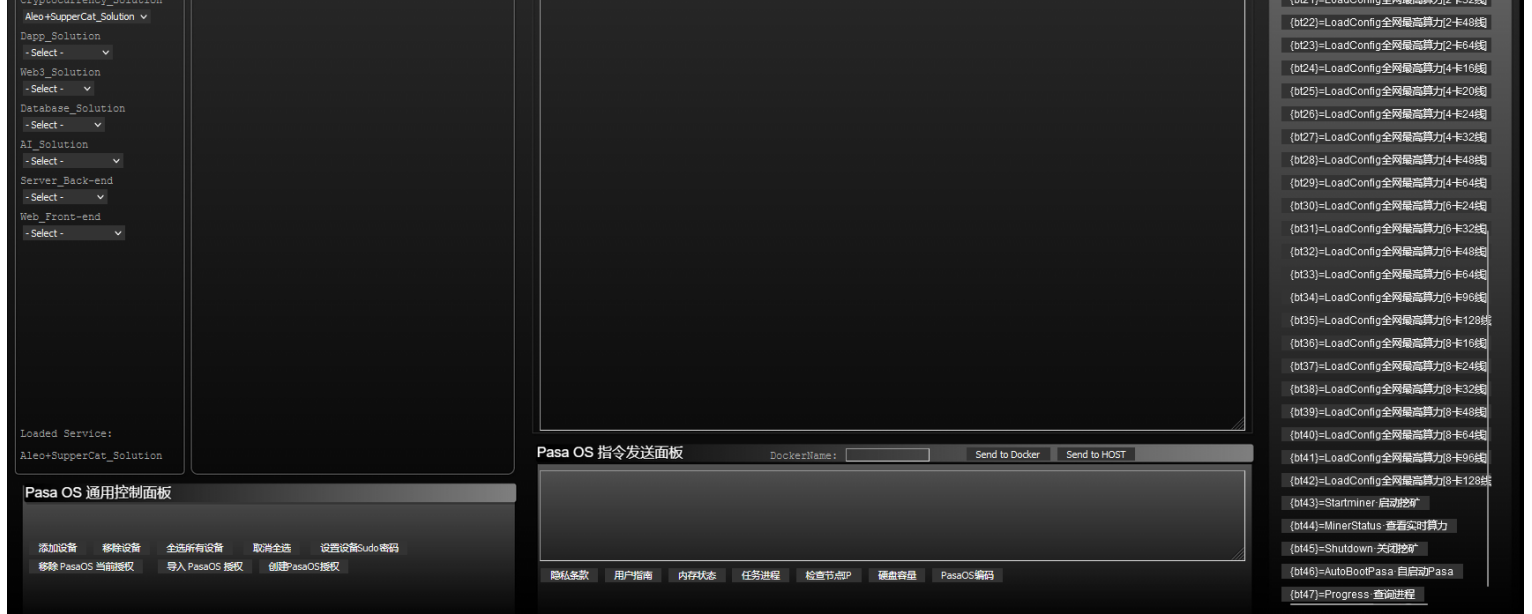 Cryptocurrency_Solution
Aleo+SupperCat_Solution
Dapp_Solution
- Select -
Web3_Solution
- Select -
Database_Solution
- Select -
AI_Solution
- Select -
Server_Back-end
- Select -
Web_Front-end
- Select -
Loaded Service:
Aleo+SupperCat_Solution
Pasa OS 通用控制面板
添加设备 移除设备 全选所有设备 取消全选 设置设备Sudo密码
移除 PasaOS 当前授权 导入 PasaOS 授权 创建PasaOS授权
Pasa OS 指令发送面板 DockerName: Send to Docker Send to HOST
隐私条款 用户指南 内存状态 任务进程 检查节点IP 硬盘容量 PasaOS编码
{bt21}=LoadConfig全网最高算力[2卡32线]
{bt22}=LoadConfig全网最高算力[2卡48线]
{bt23}=LoadConfig全网最高算力[2卡64线]
{bt24}=LoadConfig全网最高算力[4卡16线]
{bt25}=LoadConfig全网最高算力[4卡20线]
{bt26}=LoadConfig全网最高算力[4卡24线]
{bt27}=LoadConfig全网最高算力[4卡32线]
{bt28}=LoadConfig全网最高算力[4卡48线]
{bt29}=LoadConfig全网最高算力[4卡64线]
{bt30}=LoadConfig全网最高算力[6卡24线]
{bt31}=LoadConfig全网最高算力[6卡32线]
{bt32}=LoadConfig全网最高算力[6卡48线]
{bt33}=LoadConfig全网最高算力[6卡64线]
{bt34}=LoadConfig全网最高算力[6卡96线]
{bt35}=LoadConfig全网最高算力[6卡128线
{bt36}=LoadConfig全网最高算力[8卡16线]
{bt37}=LoadConfig全网最高算力[8卡24线]
{bt38}=LoadConfig全网最高算力[8卡32线]
{bt39}=LoadConfig全网最高算力[8卡48线]
{bt40}=LoadConfig全网最高算力[8卡64线]
{bt41}=LoadConfig全网最高算力[8卡96线]
{bt42}=LoadConfig全网最高算力[8卡128线
{bt43}=Startminer·启动挖矿
{bt44}=MinerStatus·查看实时算力
{bt45}=Shutdown·关闭挖矿
{bt46}=AutoBootPasa·自启动Pasa
{bt47}=Progress·查询进程